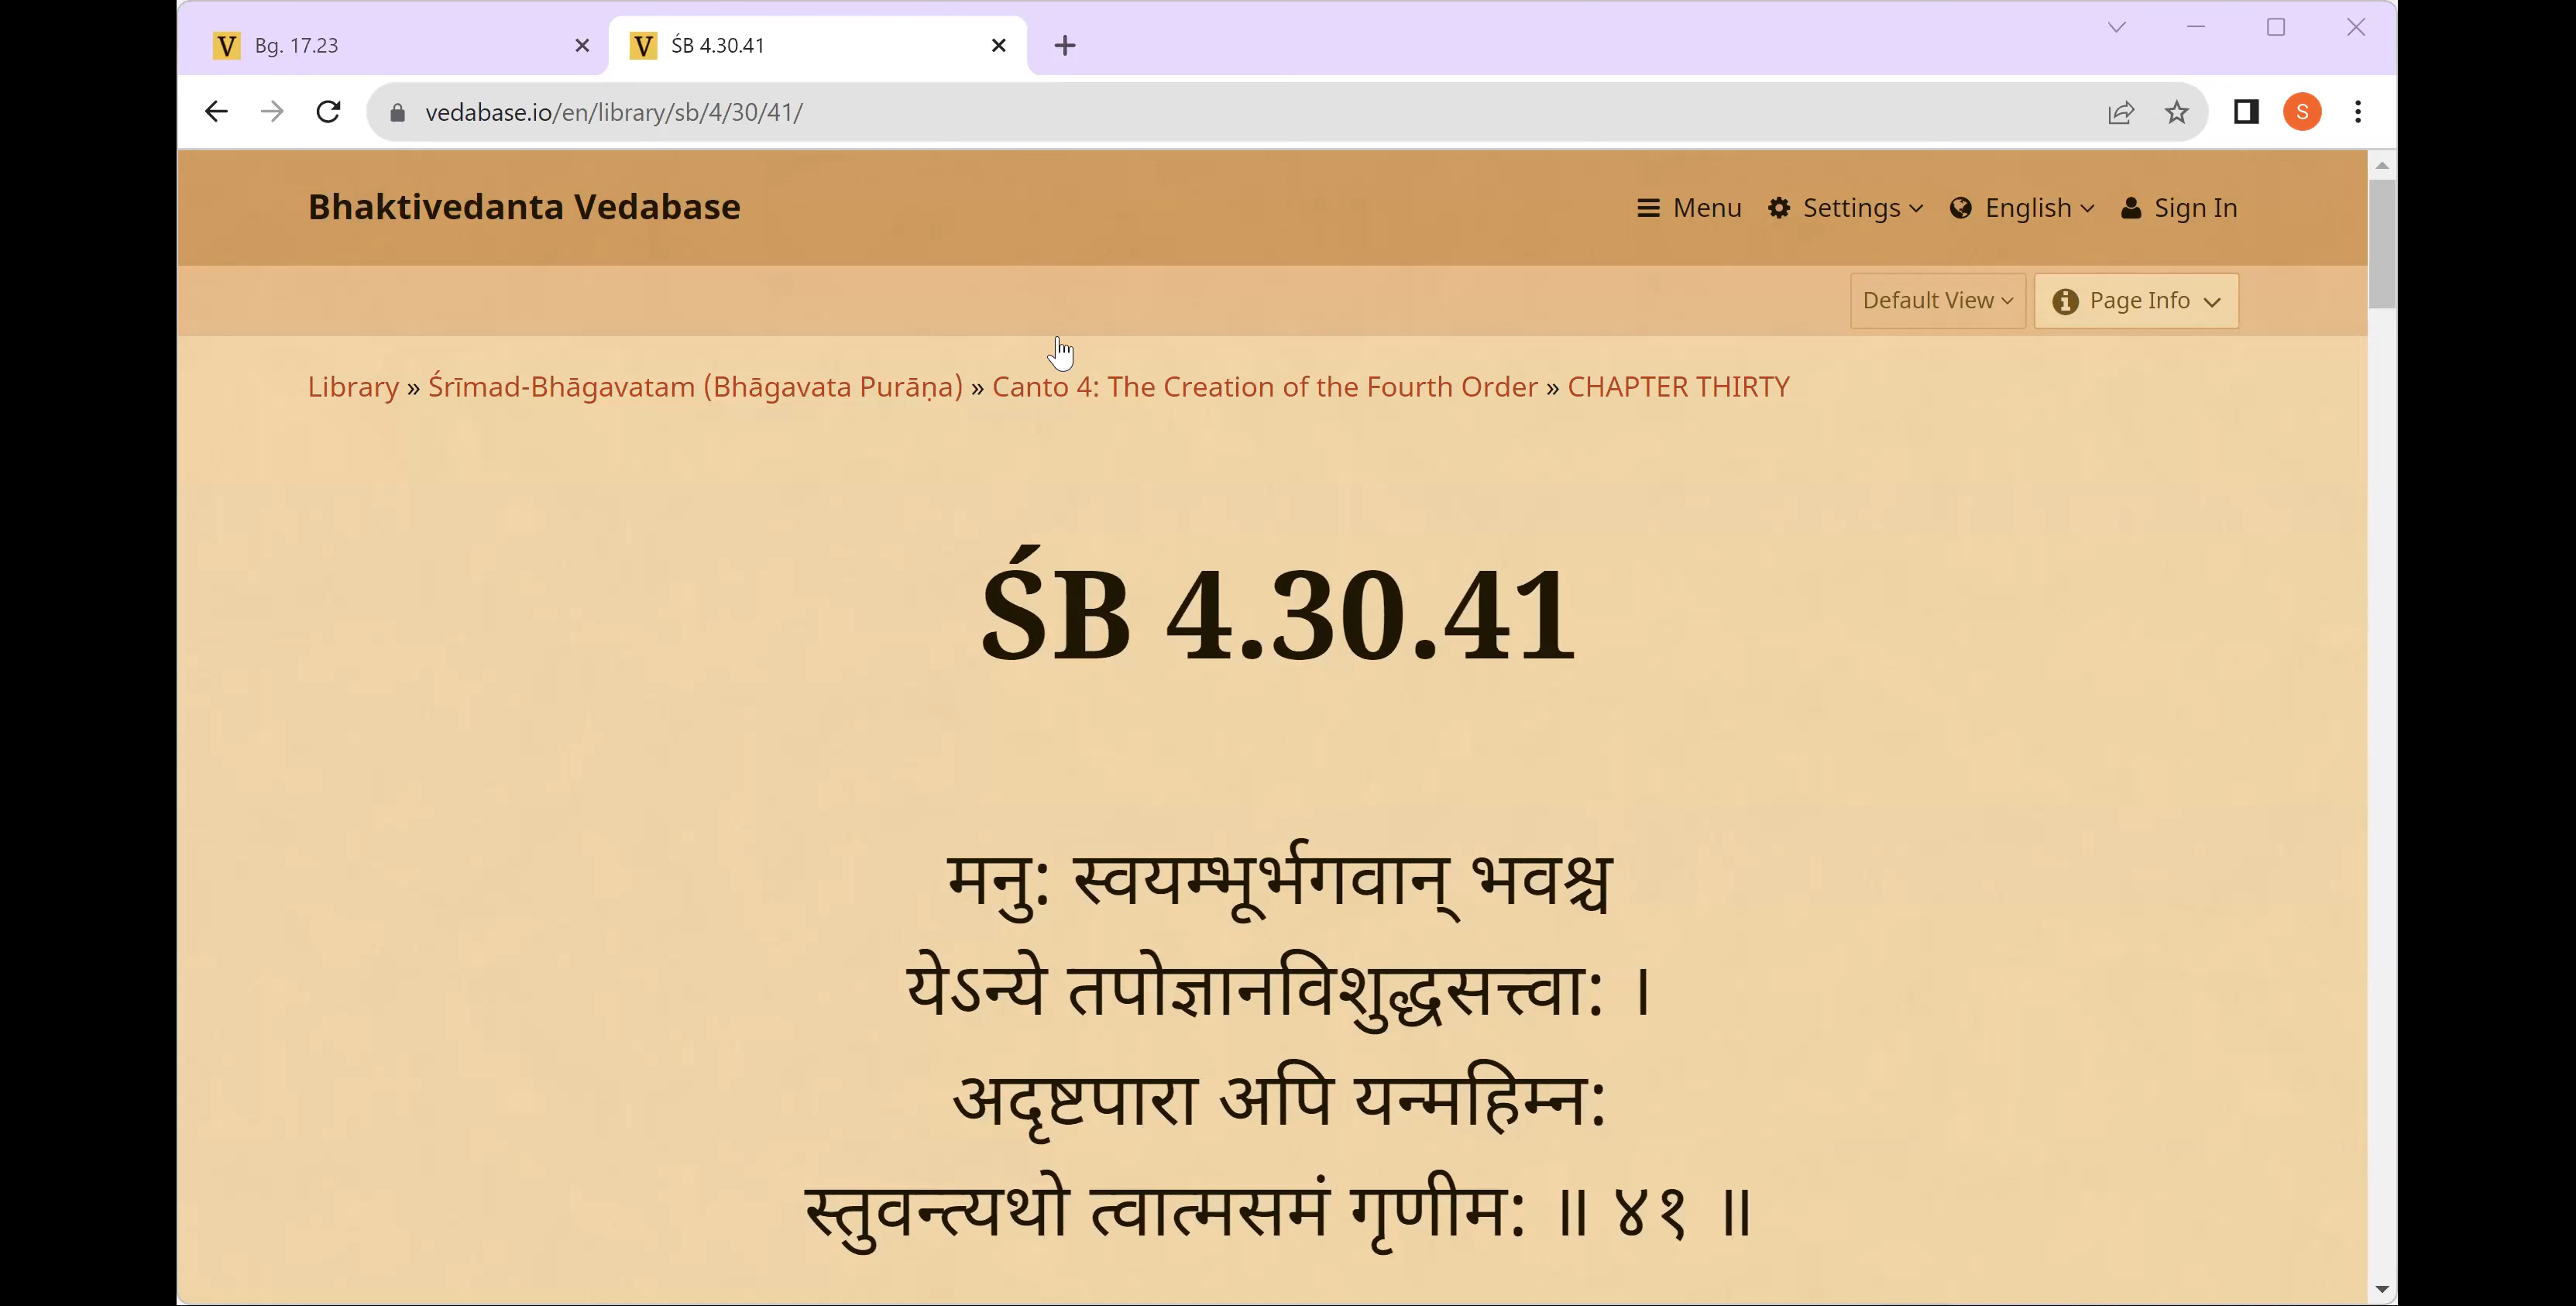 Bg. 17.23
ŚB 4.30.41
vedabase.io/en/library/sb/4/30/41/
S
Bhaktivedanta Vedabase
Menu Settings English Sign In
Default View Page Info
Library » Śrīmad-Bhāgavatam (Bhāgavata Purāṇa) » Canto 4: The Creation of the Fourth Order » CHAPTER THIRTY
ŚB 4.30.41
मनु: स्वयम्भूर्भगवान् भवश्च
येऽन्ये तपोज्ञानविशुद्धसत्त्वा: ।
अद‍ृष्टपारा अपि यन्महिम्न:
स्तुवन्त्यथो त्वात्मसमं गृणीम: ॥ ४१ ॥